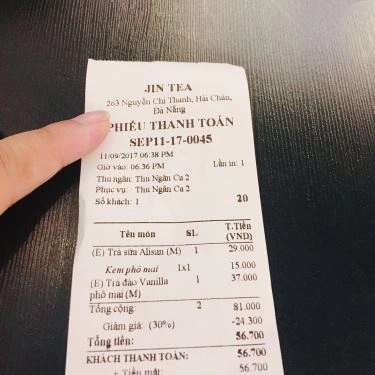 JIN TEA
263 Nguyễn Chí Thanh, Hải Châu,
Đà Nẵng
PHIẾU THANH TOÁN
SEP11-17-0045
11/09/2017 06:38 PM
Giờ vào: 06:36 PM Lần in: 1
Thu ngân: Thu Ngân Ca 2
Phục vụ: Thu Ngân Ca 2
Số khách: 1 20
Tên món SL T.Tiền
(VND)
(E) Trà sữa Alisan (M) 1 29.000
Kem phô mai 1x1 15.000
(E) Trà đào Vanilla 1 37.000
phô mai (M)
Tổng cộng: 2 81.000
Giảm giá: (30%) -24.300
Tổng tiền: 56.700
KHÁCH THANH TOÁN: 56.700
+ Tiền mặt: 56.700